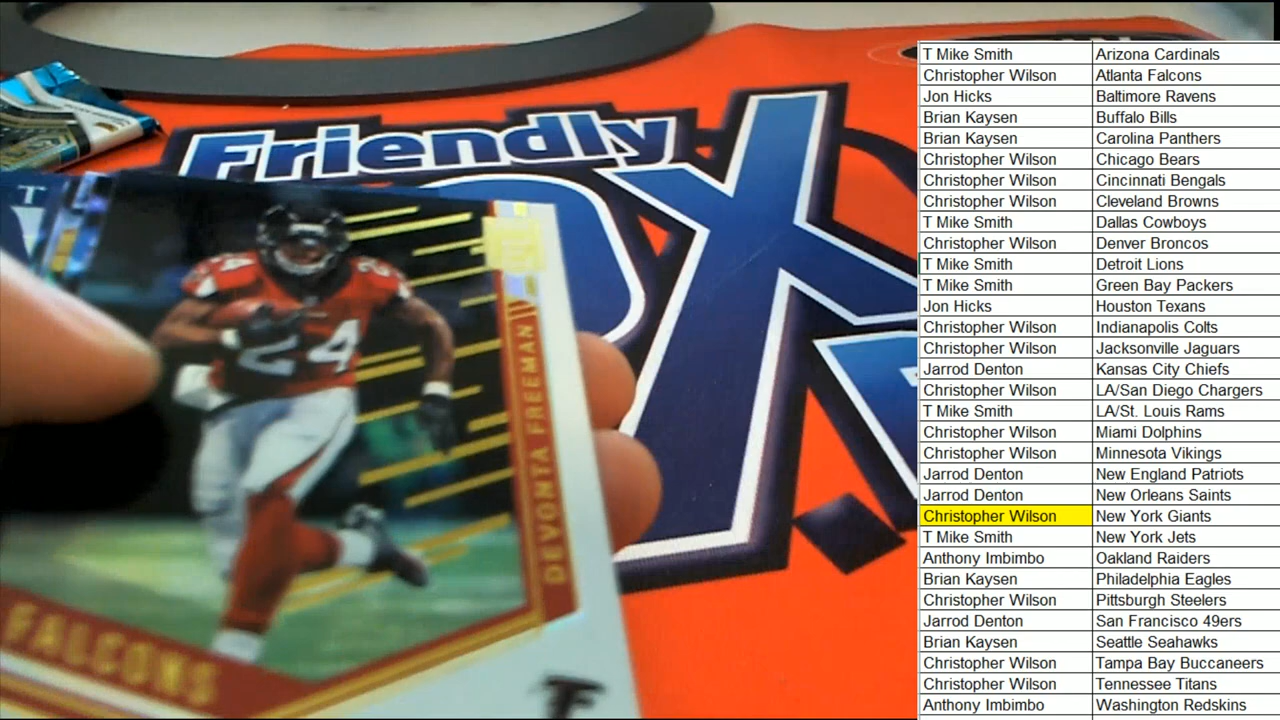 Friendly
24
24
DEVONTA FREEMAN
FALCONS
T Mike Smith Arizona Cardinals
Christopher Wilson Atlanta Falcons
Jon Hicks Baltimore Ravens
Brian Kaysen Buffalo Bills
Brian Kaysen Carolina Panthers
Christopher Wilson Chicago Bears
Christopher Wilson Cincinnati Bengals
Christopher Wilson Cleveland Browns
T Mike Smith Dallas Cowboys
Christopher Wilson Denver Broncos
T Mike Smith Detroit Lions
T Mike Smith Green Bay Packers
Jon Hicks Houston Texans
Christopher Wilson Indianapolis Colts
Christopher Wilson Jacksonville Jaguars
Jarrod Denton Kansas City Chiefs
Christopher Wilson LA/San Diego Chargers
T Mike Smith LA/St. Louis Rams
Christopher Wilson Miami Dolphins
Christopher Wilson Minnesota Vikings
Jarrod Denton New England Patriots
Jarrod Denton New Orleans Saints
Christopher Wilson New York Giants
T Mike Smith New York Jets
Anthony Imbimbo Oakland Raiders
Brian Kaysen Philadelphia Eagles
Christopher Wilson Pittsburgh Steelers
Jarrod Denton San Francisco 49ers
Brian Kaysen Seattle Seahawks
Christopher Wilson Tampa Bay Buccaneers
Christopher Wilson Tennessee Titans
Anthony Imbimbo Washington Redskins